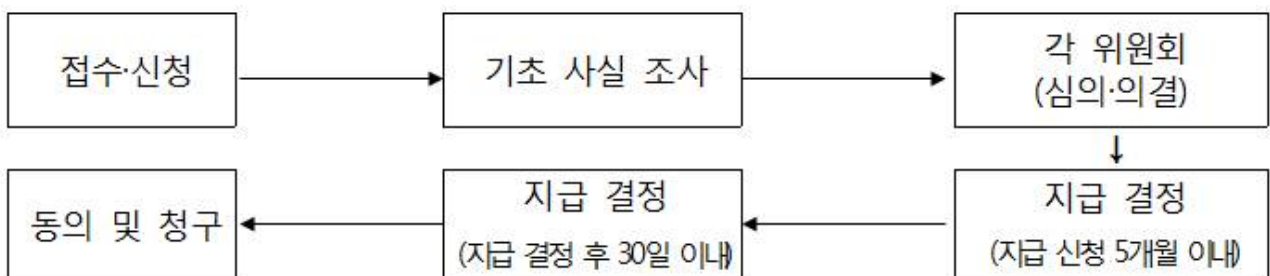 접수·신청
기초 사실 조사
각 위원회
(심의·의결)
↓
지급 결정
(지급 신청 5개월 이내)
지급 결정
(지급 결정 후 30일 이내)
동의 및 청구